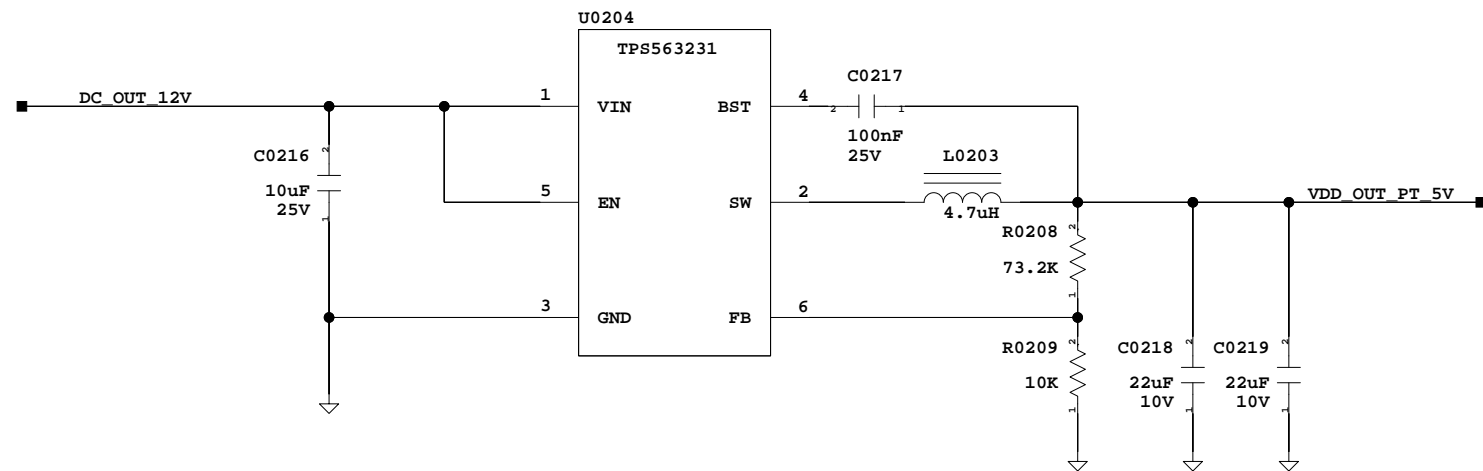 U0204
TPS563231
DC_OUT_12V
1
VIN
BST
4
C0217
2
1
100nF
25V
C0216
2
10uF
25V
1
5
EN
SW
2
L0203
4.7uH
VDD_OUT_PT_5V
R0208
2
73.2K
1
3
GND
FB
6
R0209
2
10K
1
C0218
2
22uF
10V
1
C0219
2
22uF
10V
1